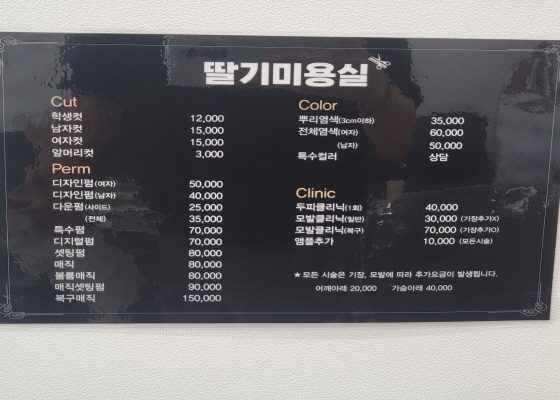 딸기미용실
Cut
학생컷 12,000
남자컷 15,000
여자컷 15,000
앞머리컷 3,000
Perm
디자인펌(여자) 50,000
디자인펌(남자) 40,000
다운펌(사이드) 25,000
(전체) 35,000
특수펌 70,000
디지털펌 70,000
셋팅펌 80,000
매직 80,000
볼륨매직 80,000
매직셋팅펌 90,000
복구매직 150,000
Color
뿌리염색(3cm이하) 35,000
전체염색(여자) 60,000
(남자) 50,000
특수컬러 상담
Clinic
두피클리닉(1회) 40,000
모발클리닉(일반) 30,000 (기장추가X)
모발클리닉(복구) 70,000 (기장추가O)
앰플추가 10,000 (모든시술)
★ 모든 시술은 기장, 모발에 따라 추가요금이 발생됩니다.
어깨아래 20,000 가슴아래 40,000